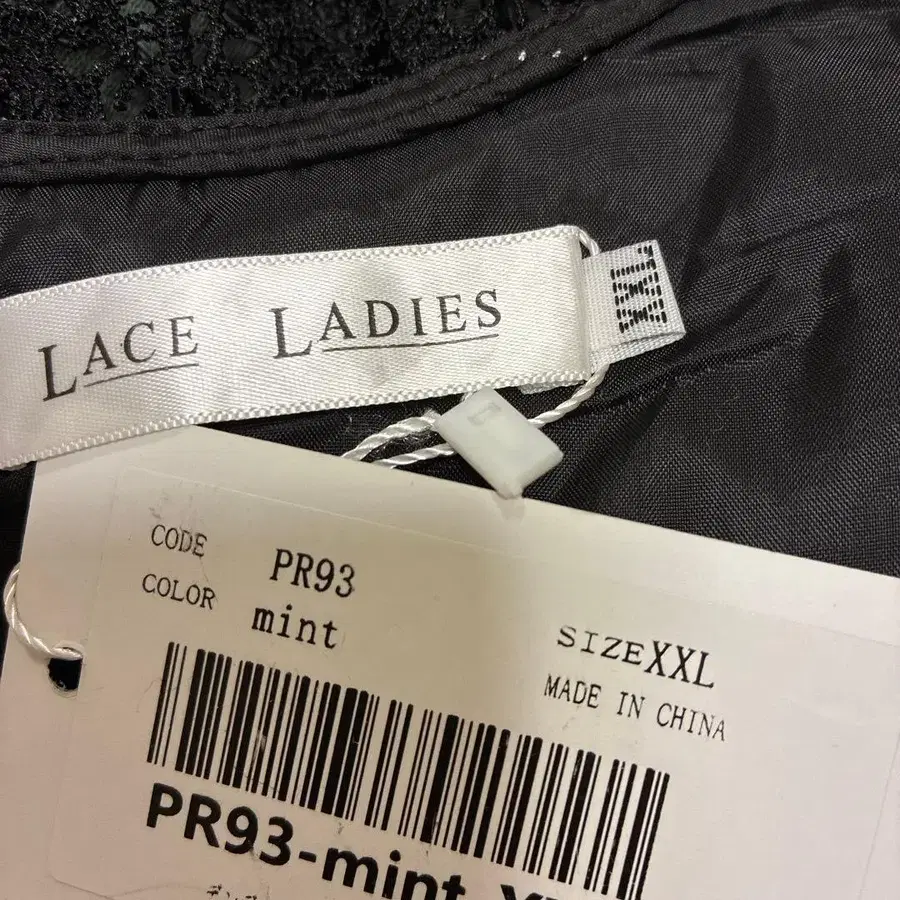 LACE LADIES
XXL
CODE PR93
COLOR mint
SIZE XXL
MADE IN CHINA
PR93-mint